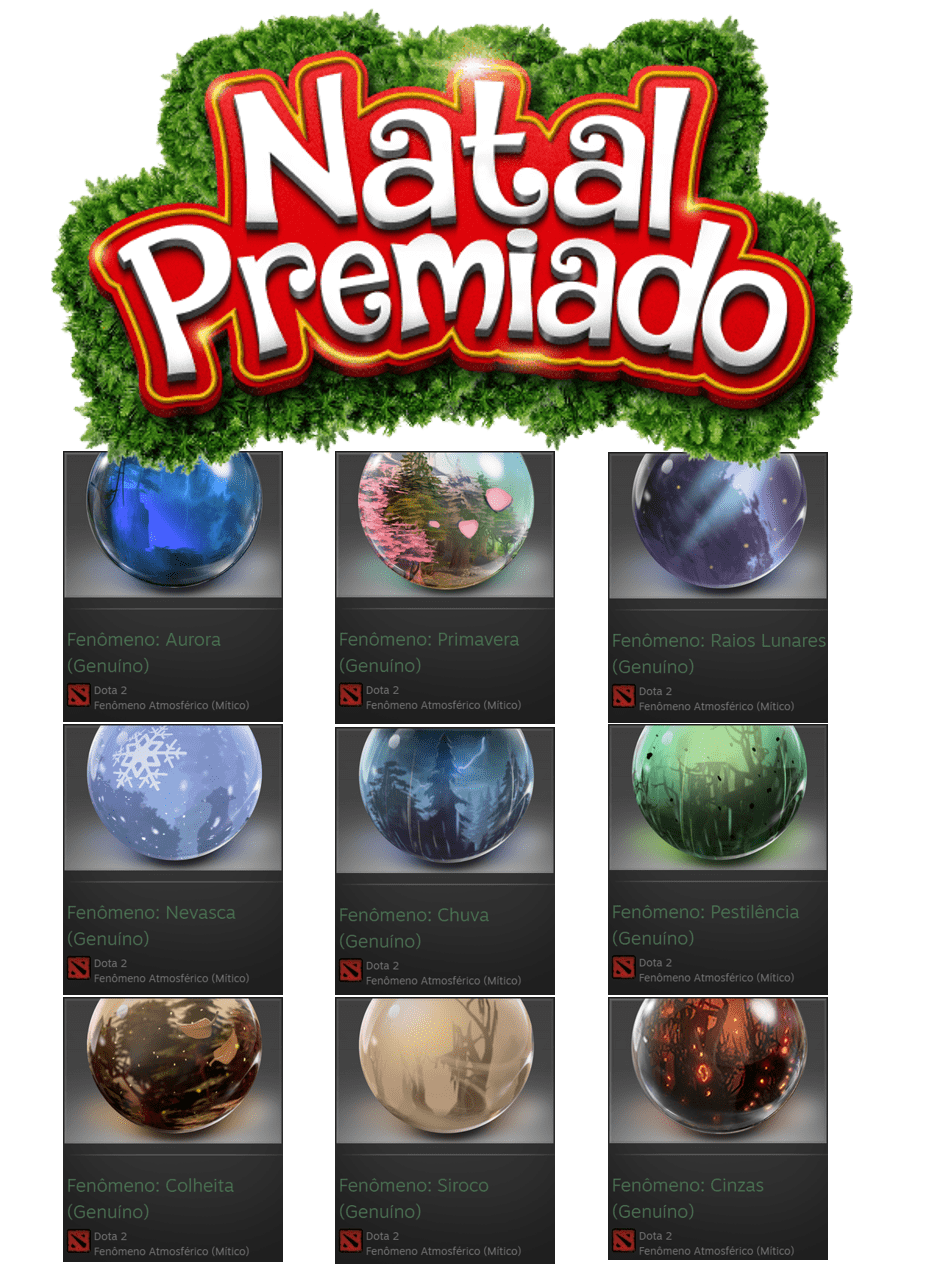 Natal
Premiado
Fenômeno: Aurora
(Genuíno)
Dota 2
Fenômeno Atmosférico (Mítico)
Fenômeno: Primavera
(Genuíno)
Dota 2
Fenômeno Atmosférico (Mítico)
Fenômeno: Raios Lunares
(Genuíno)
Dota 2
Fenômeno Atmosférico (Mítico)
Fenômeno: Nevasca
(Genuíno)
Dota 2
Fenômeno Atmosférico (Mítico)
Fenômeno: Chuva
(Genuíno)
Dota 2
Fenômeno Atmosférico (Mítico)
Fenômeno: Pestilência
(Genuíno)
Dota 2
Fenômeno Atmosférico (Mítico)
Fenômeno: Colheita
(Genuíno)
Dota 2
Fenômeno Atmosférico (Mítico)
Fenômeno: Siroco
(Genuíno)
Dota 2
Fenômeno Atmosférico (Mítico)
Fenômeno: Cinzas
(Genuíno)
Dota 2
Fenômeno Atmosférico (Mítico)